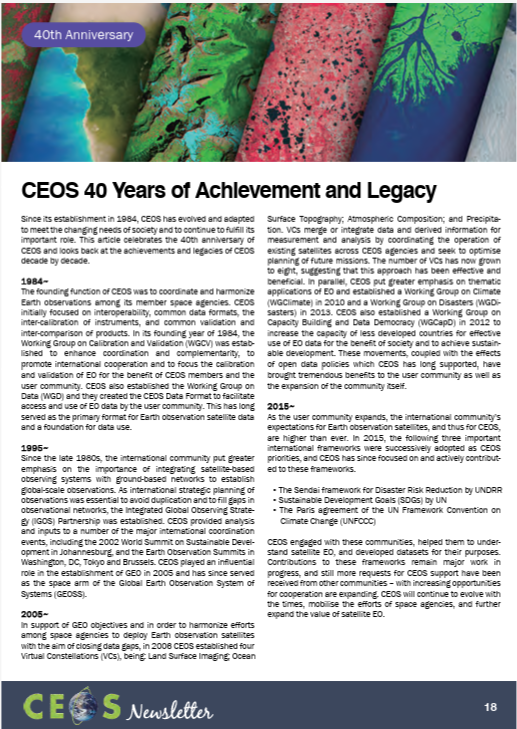 40th Anniversary
CEOS 40 Years of Achievement and Legacy
Since its establishment in 1984, CEOS has evolved and adapted
to meet the changing needs of society and to continue to fulfill its
important role. This article celebrates the 40th anniversary of
CEOS and looks back at the achievements and legacies of CEOS
decade by decade.
1984~
The founding function of CEOS was to coordinate and harmonize
Earth observations among its member space agencies. CEOS
initially focused on interoperability, common data formats, the
inter-calibration of instruments, and common validation and
inter-comparison of products. In its founding year of 1984, the
Working Group on Calibration and Validation (WGCV) was estab-
lished to enhance coordination and complementarity, to
promote international cooperation and to focus the calibration
and validation of EO for the benefit of CEOS members and the
user community. CEOS also established the Working Group on
Data (WGD) and they created the CEOS Data Format to facilitate
access and use of EO data by the user community. This has long
served as the primary format for Earth observation satellite data
and a foundation for data use.
1995~
Since the late 1980s, the international community put greater
emphasis on the importance of integrating satellite-based
observing systems with ground-based networks to establish
global-scale observations. As international strategic planning of
observations was essential to avoid duplication and to fill gaps in
observational networks, the Integrated Global Observing Strate-
gy (IGOS) Partnership was established. CEOS provided analysis
and inputs to a number of the major international coordination
events, including the 2002 World Summit on Sustainable Devel-
opment in Johannesburg, and the Earth Observation Summits in
Washington, DC, Tokyo and Brussels. CEOS played an influential
role in the establishment of GEO in 2005 and has since served
as the space arm of the Global Earth Observation System of
Systems (GEOSS).
2005~
In support of GEO objectives and in order to harmonize efforts
among space agencies to deploy Earth observation satellites
with the aim of closing data gaps, in 2006 CEOS established four
Virtual Constellations (VCs), being: Land Surface Imaging; Ocean
Surface Topography; Atmospheric Composition; and Precipita-
tion. VCs merge or integrate data and derived information for
measurement and analysis by coordinating the operation of
existing satellites across CEOS agencies and seek to optimise
planning of future missions. The number of VCs has now grown
to eight, suggesting that this approach has been effective and
beneficial. In parallel, CEOS put greater emphasis on thematic
applications of EO and established a Working Group on Climate
(WGClimate) in 2010 and a Working Group on Disasters (WGDi-
sasters) in 2013. CEOS also established a Working Group on
Capacity Building and Data Democracy (WGCapD) in 2012 to
increase the capacity of less developed countries for effective
use of EO data for the benefit of society and to achieve sustain-
able development. These movements, coupled with the effects
of open data policies which CEOS has long supported, have
brought tremendous benefits to the user community as well as
the expansion of the community itself.
2015~
As the user community expands, the international community's
expectations for Earth observation satellites, and thus for CEOS,
are higher than ever. In 2015, the following three important
international frameworks were successively adopted as CEOS
priorities, and CEOS has since focused on and actively contribut-
ed to these frameworks.
• The Sendai framework for Disaster Risk Reduction by UNDRR
• Sustainable Development Goals (SDGs) by UN
• The Paris agreement of the UN Framework Convention on
Climate Change (UNFCCC)
CEOS engaged with these communities, helped them to under-
stand satellite EO, and developed datasets for their purposes.
Contributions to these frameworks remain major work in
progress, and still more requests for CEOS support have been
received from other communities – with increasing opportunities
for cooperation are expanding. CEOS will continue to evolve with
the times, mobilise the efforts of space agencies, and further
expand the value of satellite EO.
CEOS Newsletter
18